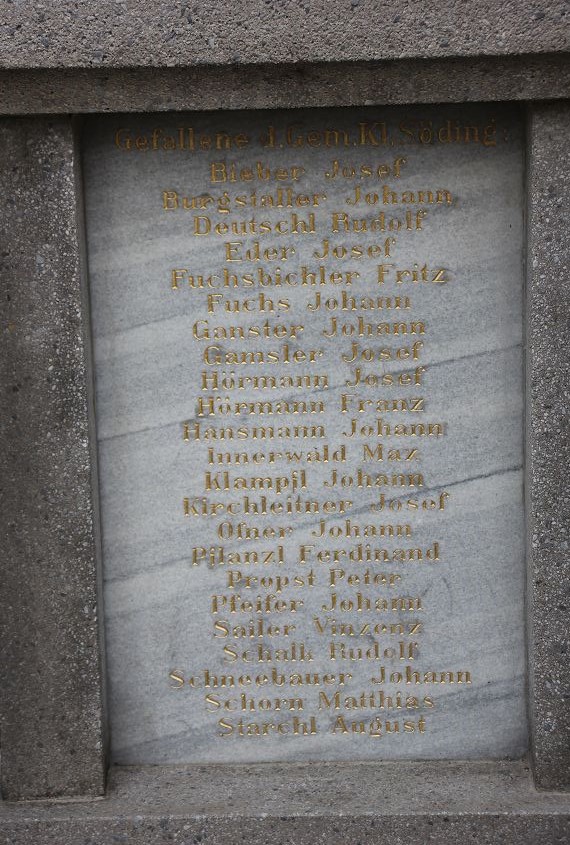 Gefallene d. Gem. Kl. Söding:
Bieber Josef
Burgstaller Johann
Deutschl Rudolf
Eder Josef
Fuchsbichler Fritz
Fuchs Johann
Ganster Johann
Gamsler Josef
Hörmann Josef
Hörmann Franz
Hansmann Johann
Innerwald Max
Klampfl Johann
Kirchleitner Josef
Ofner Johann
Pflanzl Ferdinand
Propst Peter
Pfeifer Johann
Sailer Vinzenz
Schalk Rudolf
Schneebauer Johann
Schorn Matthias
Starchl August